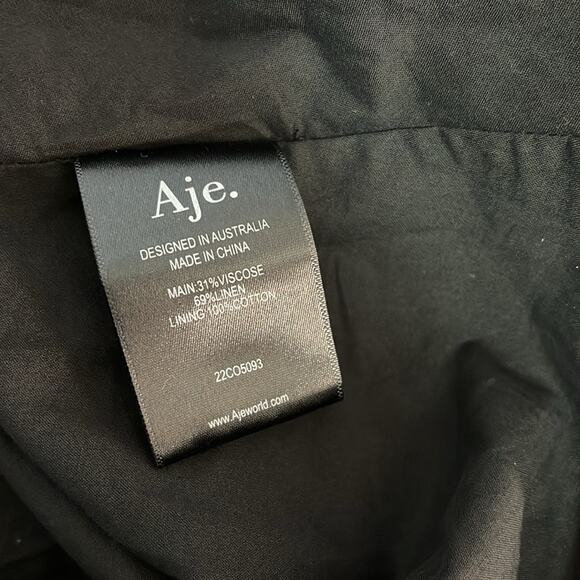 Aje.
DESIGNED IN AUSTRALIA
MADE IN CHINA
MAIN:31%VISCOSE
69%LINEN
LINING:100%COTTON
22CO5093
www.Ajeworld.com